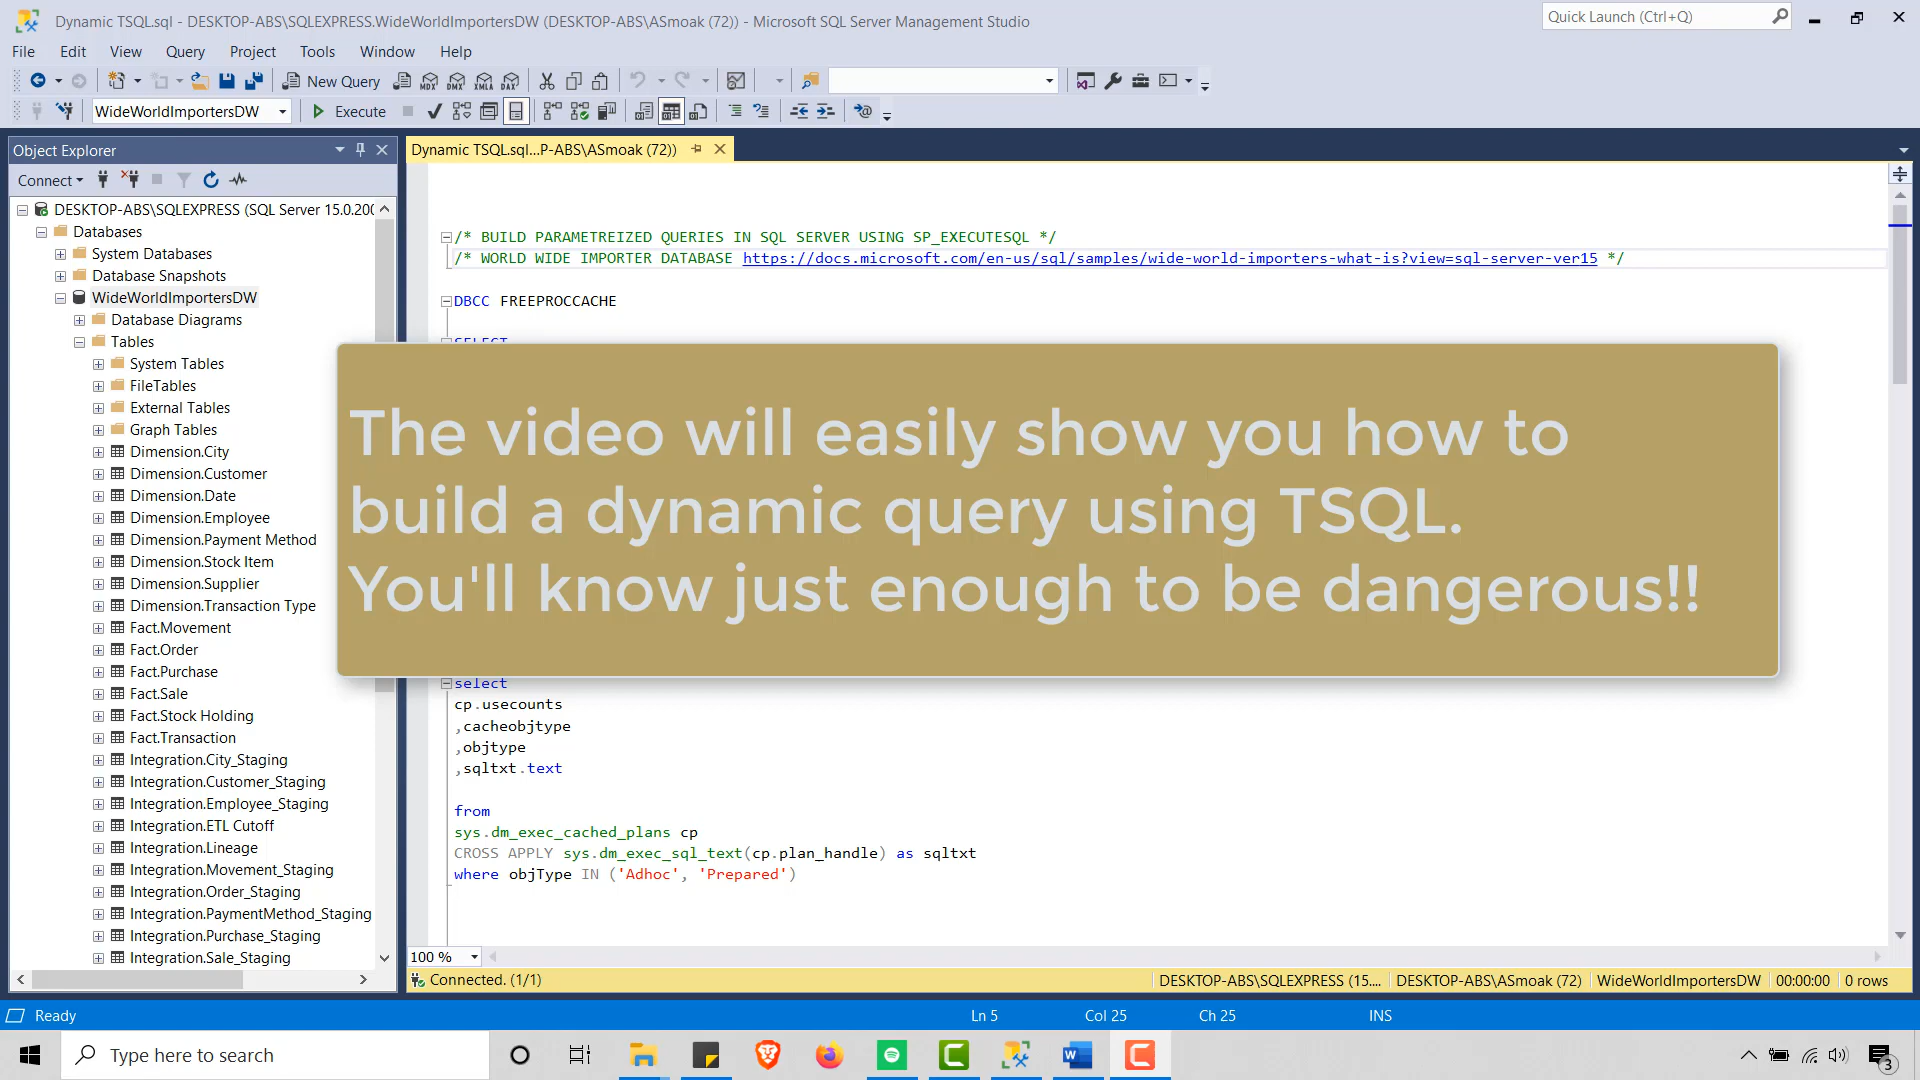 Dynamic TSQL.sql - DESKTOP-ABS\SQLEXPRESS.WideWorldImportersDW (DESKTOP-ABS\ASmoak (72)) - Microsoft SQL Server Management Studio
Quick Launch (Ctrl+Q)
File Edit View Query Project Tools Window Help
New Query
MDX DMX XMLA DAX
WideWorldImportersDW
Execute
Object Explorer
Dynamic TSQL.sql...P-ABS\ASmoak (72))
Connect
DESKTOP-ABS\SQLEXPRESS (SQL Server 15.0.200
Databases
System Databases
Database Snapshots
WideWorldImportersDW
Database Diagrams
Tables
System Tables
FileTables
External Tables
Graph Tables
Dimension.City
Dimension.Customer
Dimension.Date
Dimension.Employee
Dimension.Payment Method
Dimension.Stock Item
Dimension.Supplier
Dimension.Transaction Type
Fact.Movement
Fact.Order
Fact.Purchase
Fact.Sale
Fact.Stock Holding
Fact.Transaction
Integration.City_Staging
Integration.Customer_Staging
Integration.Employee_Staging
Integration.ETL Cutoff
Integration.Lineage
Integration.Movement_Staging
Integration.Order_Staging
Integration.PaymentMethod_Staging
Integration.Purchase_Staging
Integration.Sale_Staging
/* BUILD PARAMETREIZED QUERIES IN SQL SERVER USING SP_EXECUTESQL */
/* WORLD WIDE IMPORTER DATABASE https://docs.microsoft.com/en-us/sql/samples/wide-world-importers-what-is?view=sql-server-ver15 */
DBCC FREEPROCCACHE
SELECT
The video will easily show you how to
build a dynamic query using TSQL.
You'll know just enough to be dangerous!!
select
cp.usecounts
,cacheobjtype
,objtype
,sqltxt.text
from
sys.dm_exec_cached_plans cp
CROSS APPLY sys.dm_exec_sql_text(cp.plan_handle) as sqltxt
where objType IN ('Adhoc', 'Prepared')
100 %
Connected. (1/1)
DESKTOP-ABS\SQLEXPRESS (15.... DESKTOP-ABS\ASmoak (72) WideWorldImportersDW 00:00:00 0 rows
Ready
Ln 5 Col 25 Ch 25 INS
Type here to search
3